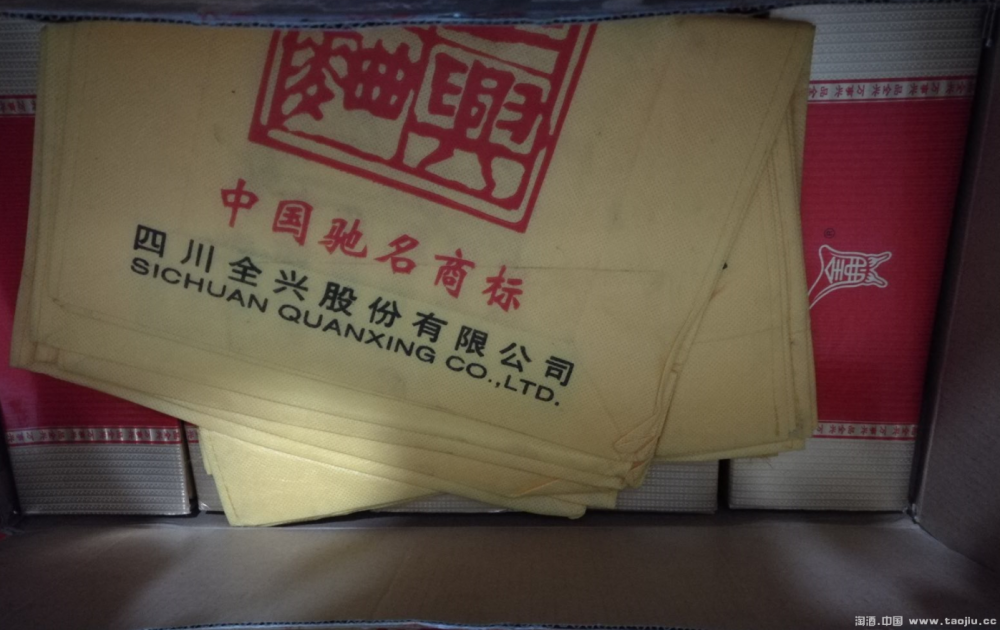 中国驰名商标
四川全兴股份有限公司
SICHUAN QUANXING CO.,LTD.
淘酒.中国 www.taojiu.cc